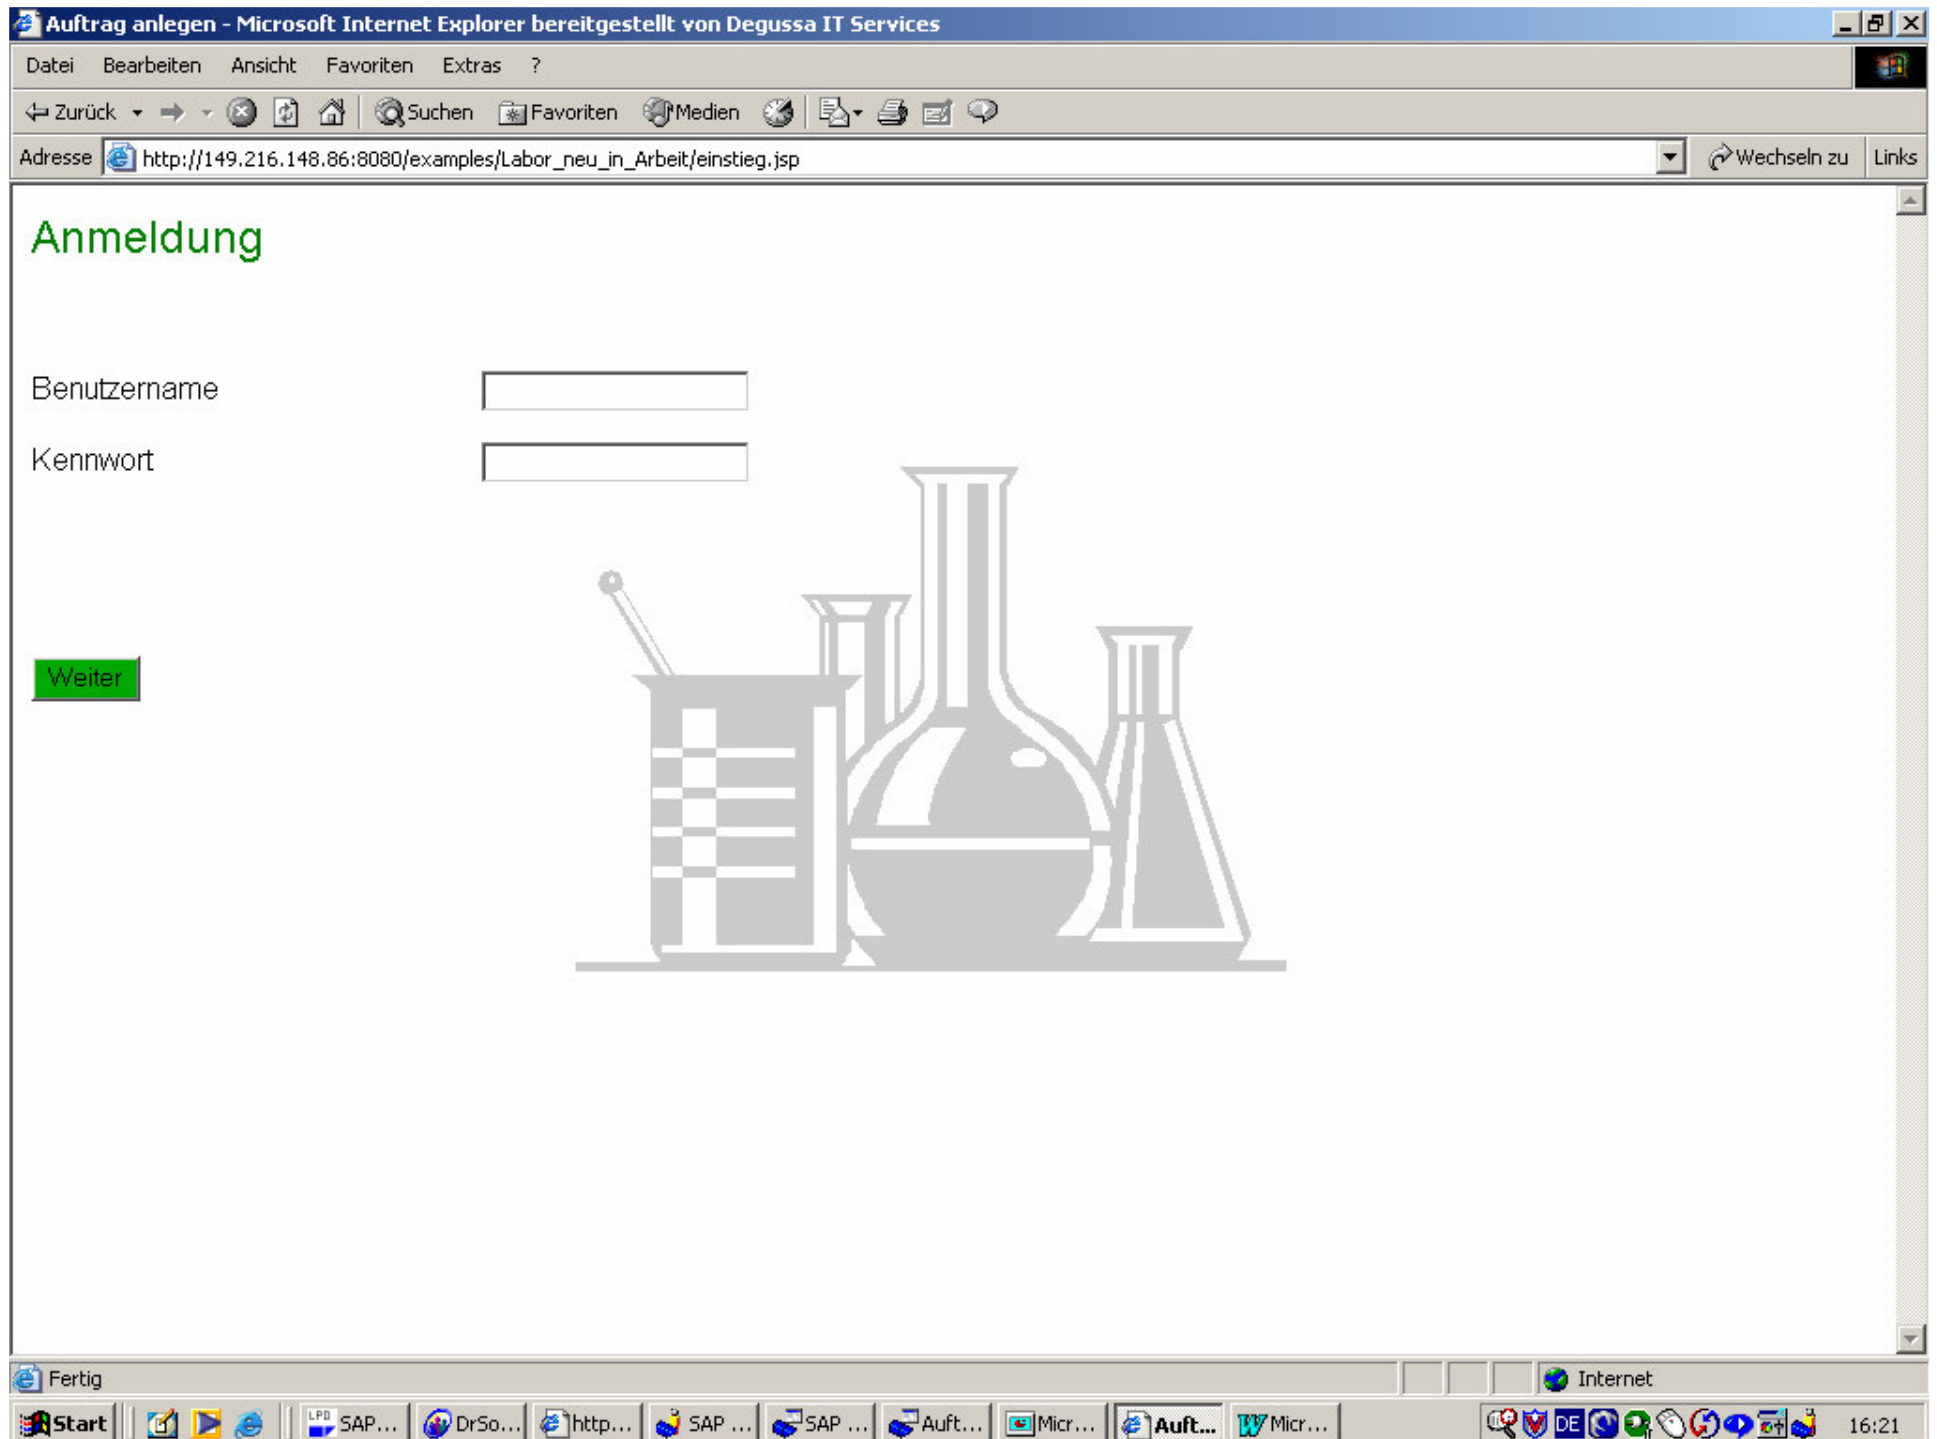 Auftrag anlegen - Microsoft Internet Explorer bereitgestellt von Degussa IT Services
Datei Bearbeiten Ansicht Favoriten Extras ?
Zurück Suchen Favoriten Medien
Adresse http://149.216.148.86:8080/examples/Labor_neu_in_Arbeit/einstieg.jsp Wechseln zu Links
Anmeldung
Benutzername
Kennwort
Weiter
Fertig Internet
Start LPD SAP... DrSo... http... SAP ... SAP ... Auft... Micr... Auft... Micr... DE 16:21